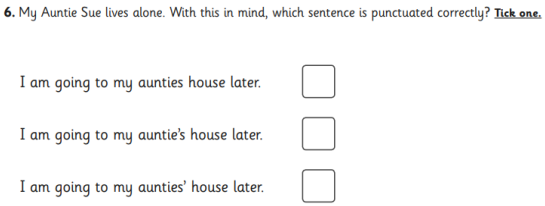 6. My Auntie Sue lives alone. With this in mind, which sentence is punctuated correctly? Tick one.
I am going to my aunties house later.
I am going to my auntie's house later.
I am going to my aunties' house later.